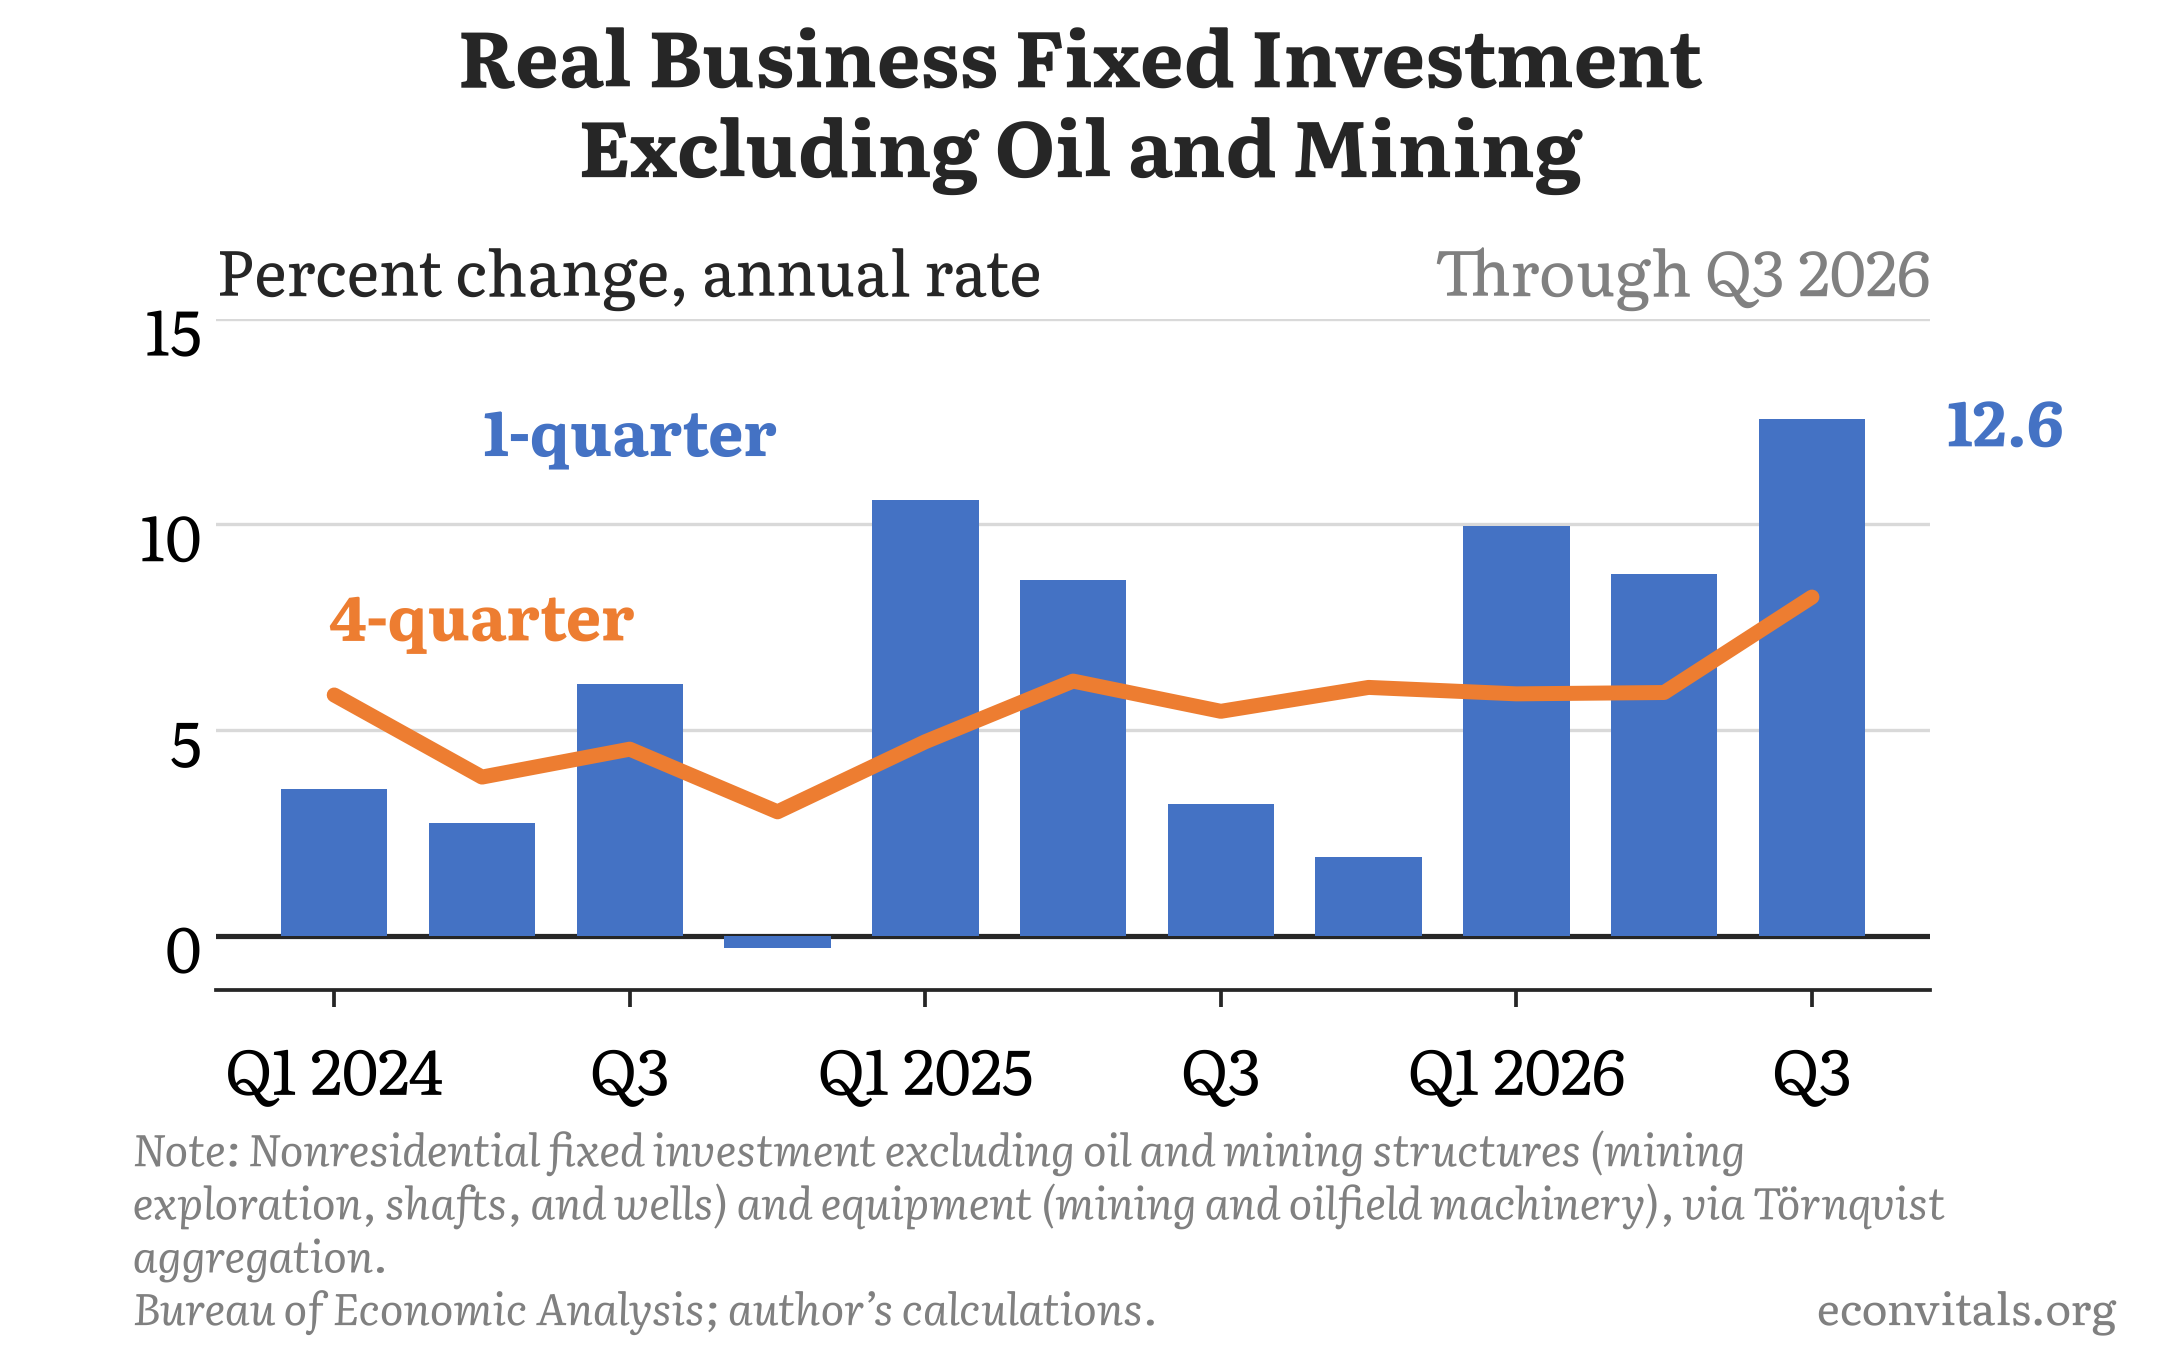 Real Business Fixed Investment
Excluding Oil and Mining
Percent change, annual rate
Through Q3 2026
15
1-quarter
12.6
10
4-quarter
5
0
Q1 2024
Q3
Q1 2025
Q3
Q1 2026
Q3
Note: Nonresidential fixed investment excluding oil and mining structures (mining
exploration, shafts, and wells) and equipment (mining and oilfield machinery), via Törnqvist
aggregation.
Bureau of Economic Analysis; author’s calculations.
econvitals.org